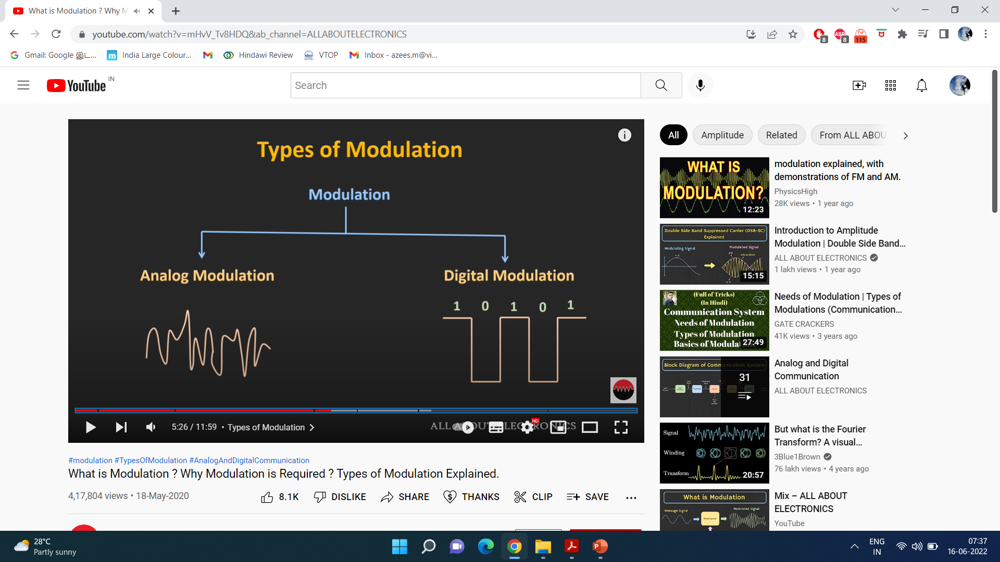 What is Modulation ? Why M
youtube.com/watch?v=mHvV_Tv8HDQ&ab_channel=ALLABOUTELECTRONICS
8
ABP
8
115
Gmail: Google இட...
India Large Colour...
Hindawi Review
VTOP
Inbox - azees.m@vi...
YouTube IN
Search
Types of Modulation
Modulation
Analog Modulation
Digital Modulation
1 0 1 0 1
5:26 / 11:59 • Types of Modulation
ALL ABOUT ELECTRONICS
HD
#modulation #TypesOfModulation #AnalogAndDigitalCommunication
What is Modulation ? Why Modulation is Required ? Types of Modulation Explained.
4,17,804 views • 18-May-2020
8.1K
DISLIKE
SHARE
THANKS
CLIP
SAVE
All
Amplitude
Related
From ALL ABOU
WHAT IS
MODULATION?
12:23
modulation explained, with
demonstrations of FM and AM.
PhysicsHigh
28K views • 1 year ago
Double Side Band Suppressed Carrier (DSB-SC)
Explained
Modulating Signal
Modulated Signal
15:15
Introduction to Amplitude
Modulation | Double Side Band...
ALL ABOUT ELECTRONICS
1 lakh views • 1 year ago
(Full of Tricks)
(In Hindi)
Communication System
Needs of Modulation
Types of Modulation
Basics of Modula
27:49
Needs of Modulation | Types of
Modulations (Communication...
GATE CRACKERS
41K views • 3 years ago
Block Diagram of Communication System
31
Analog and Digital
Communication
ALL ABOUT ELECTRONICS
Signal
Winding
Transform
20:57
But what is the Fourier
Transform? A visual...
3Blue1Brown
76 lakh views • 4 years ago
What is Modulation
Message Signal
Modulated Signal
Modulation
Mix – ALL ABOUT
ELECTRONICS
YouTube
28°C
Partly sunny
ENG
IN
07:37
16-06-2022